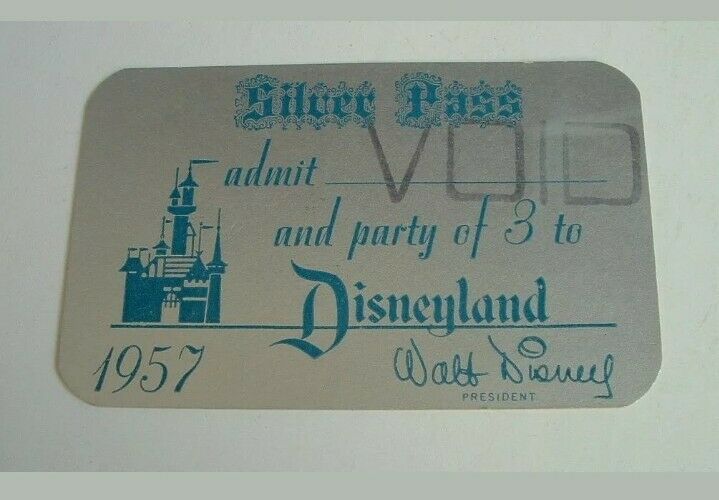 Silver Pass
VOID
admit
and party of 3 to
Disneyland
1957
Walt Disney
PRESIDENT